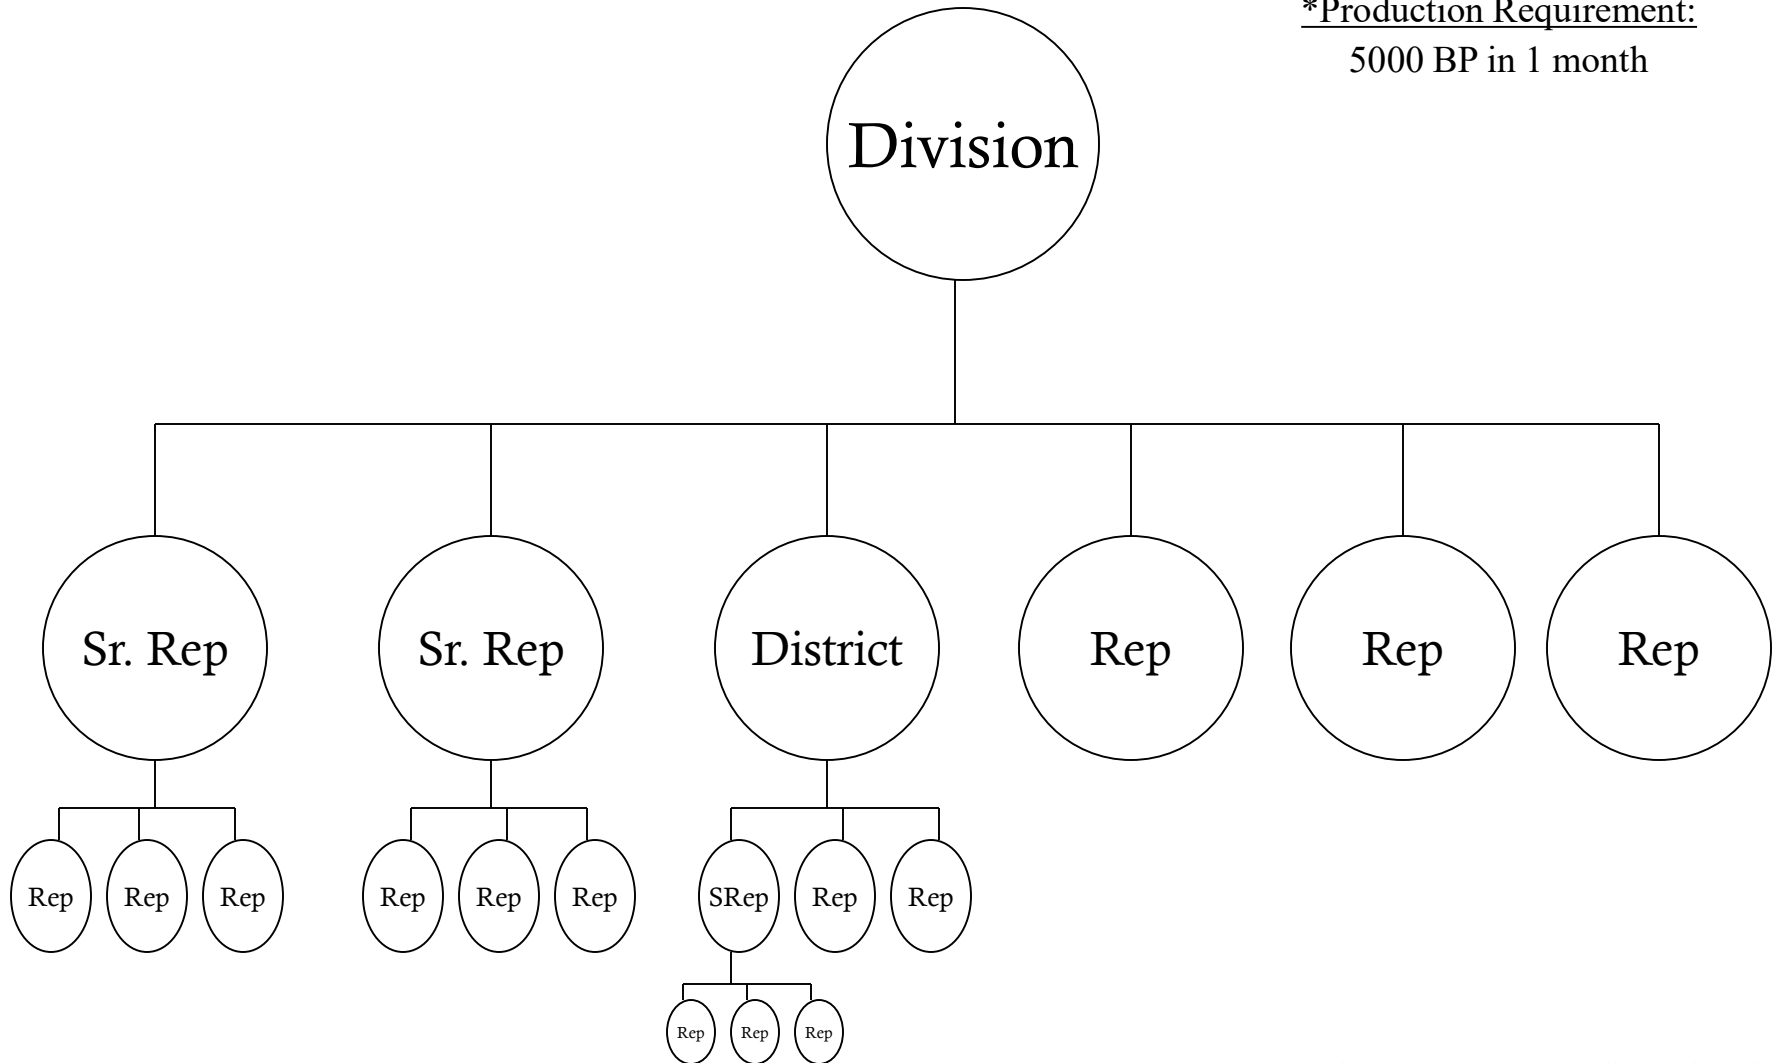 *Production Requirement:
5000 BP in 1 month
Division
Sr. Rep
Sr. Rep
District
Rep
Rep
Rep
Rep
Rep
Rep
Rep
Rep
Rep
SRep
Rep
Rep
Rep
Rep
Rep